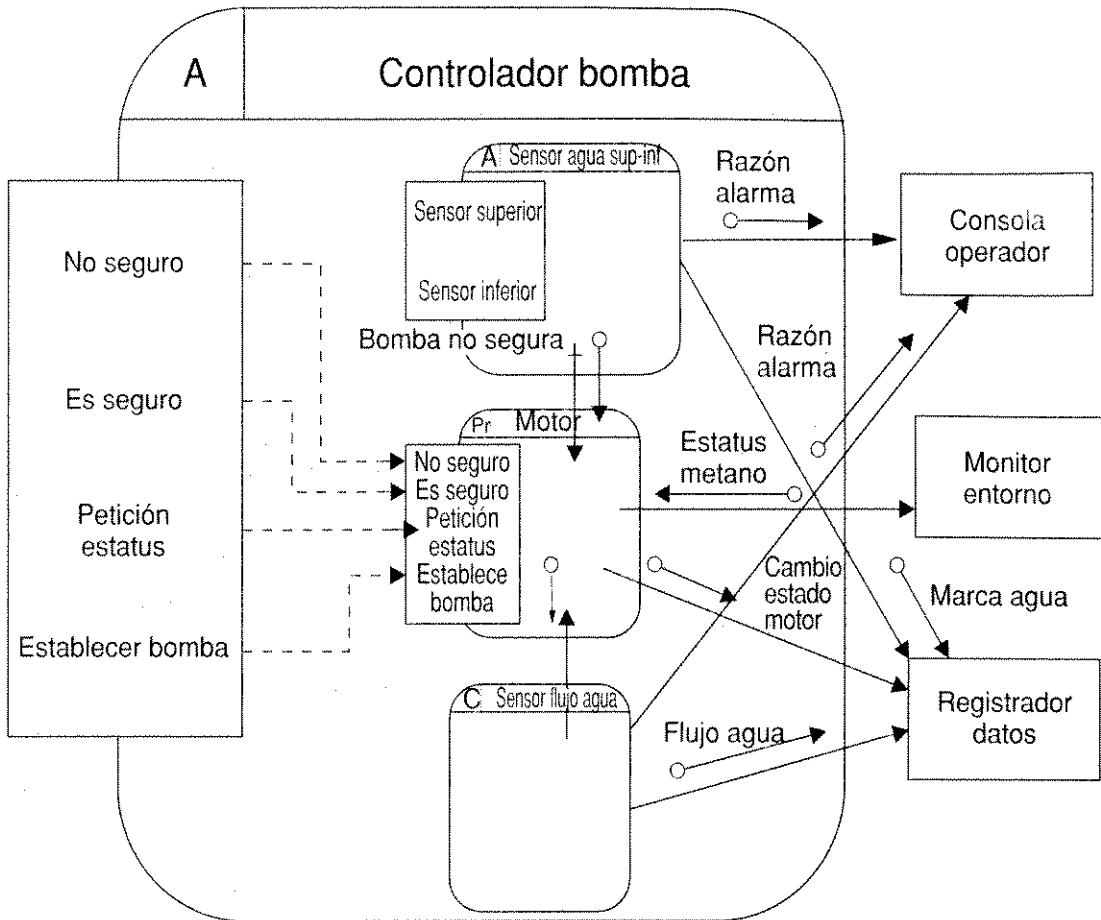 A
Controlador bomba
No seguro
Es seguro
Petición
estatus
Establecer bomba
A
Sensor agua sup-inf
Sensor superior
Sensor inferior
Bomba no segura
Pr
Motor
No seguro
Es seguro
Petición
estatus
Establece
bomba
C
Sensor flujo agua
Razón
alarma
Razón
alarma
Estatus
metano
Cambio
estado
motor
Flujo agua
Marca agua
Consola
operador
Monitor
entorno
Registrador
datos